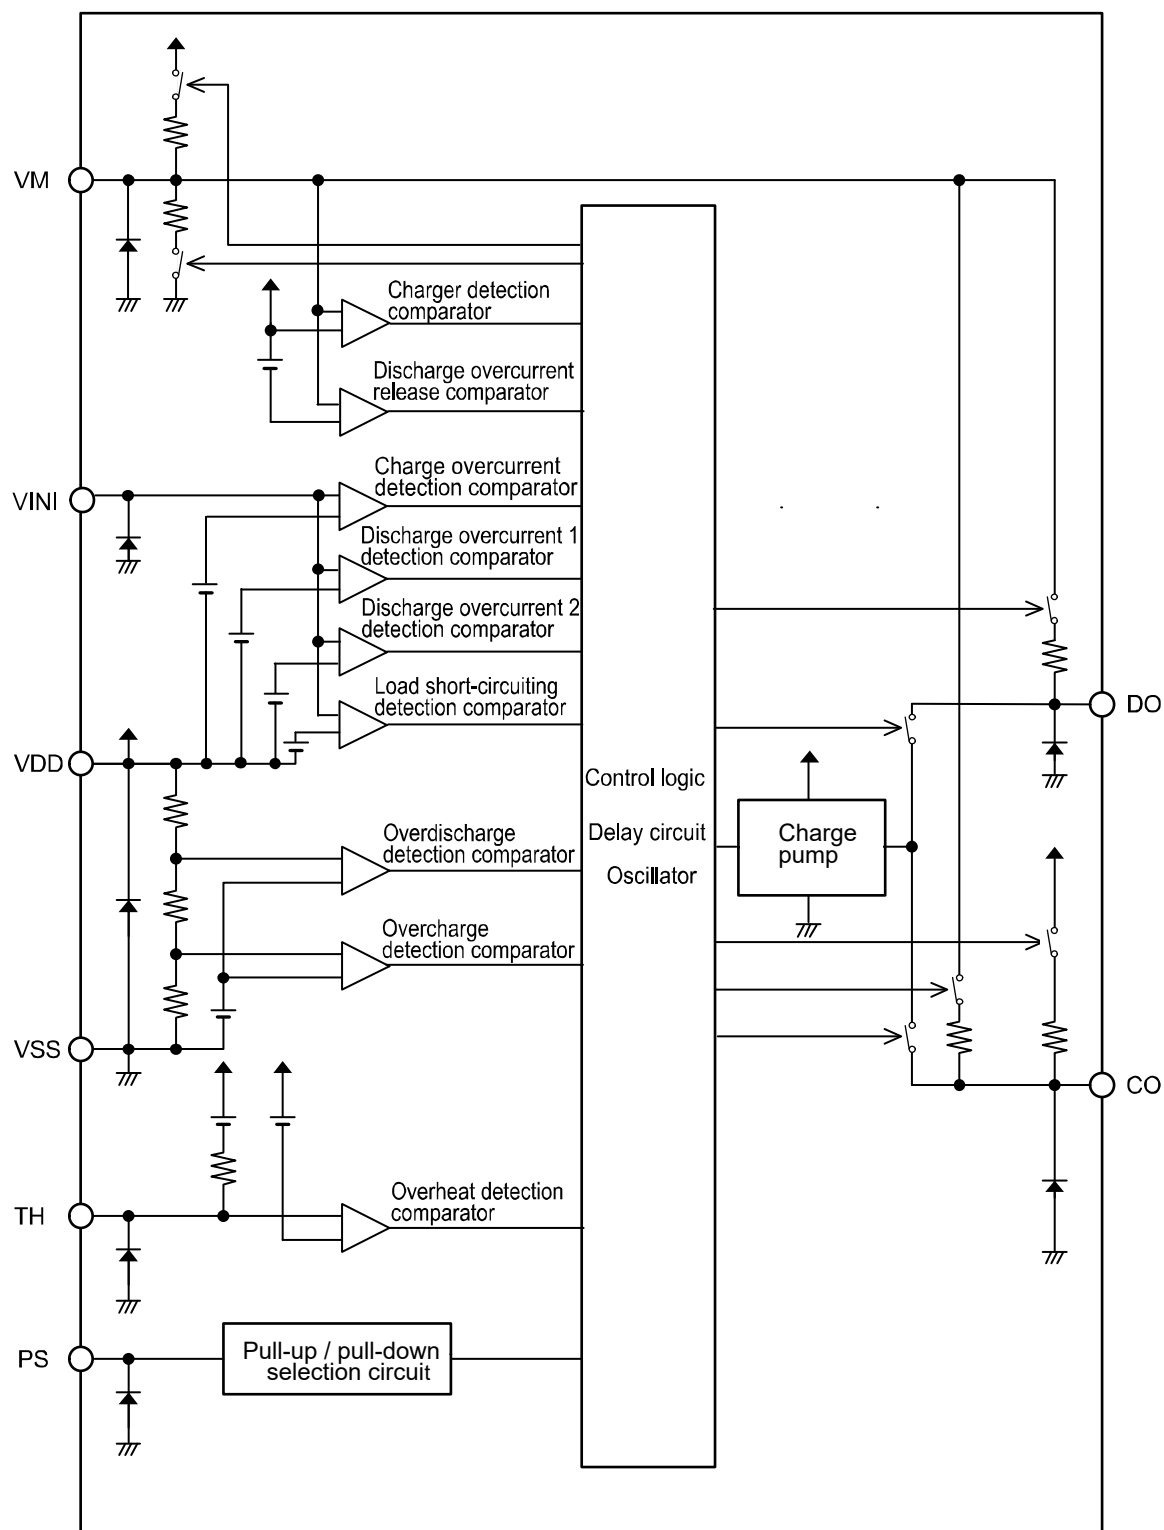 VM
Charger detection
comparator
Discharge overcurrent
release comparator
VINI
Charge overcurrent
detection comparator
Discharge overcurrent 1
detection comparator
Discharge overcurrent 2
detection comparator
Load short-circuiting
detection comparator
DO
VDD
Control logic
Delay circuit
Oscillator
Charge
pump
Overdischarge
detection comparator
Overcharge
detection comparator
VSS
CO
TH
Overheat detection
comparator
PS
Pull-up / pull-down
selection circuit